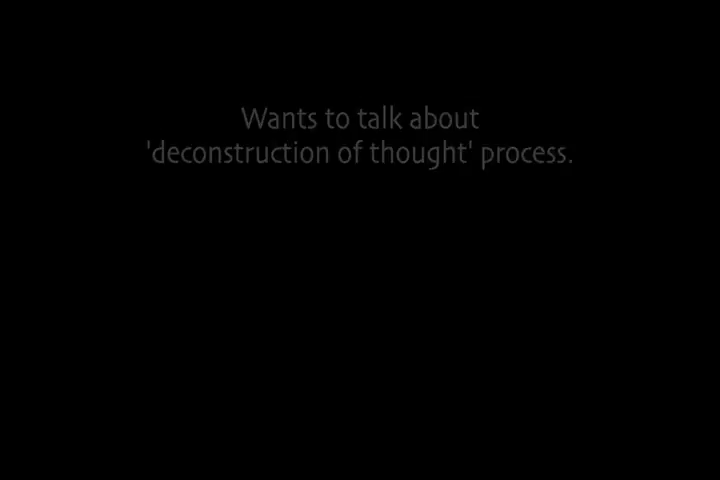 Wants to talk about
'deconstruction of thought' process.